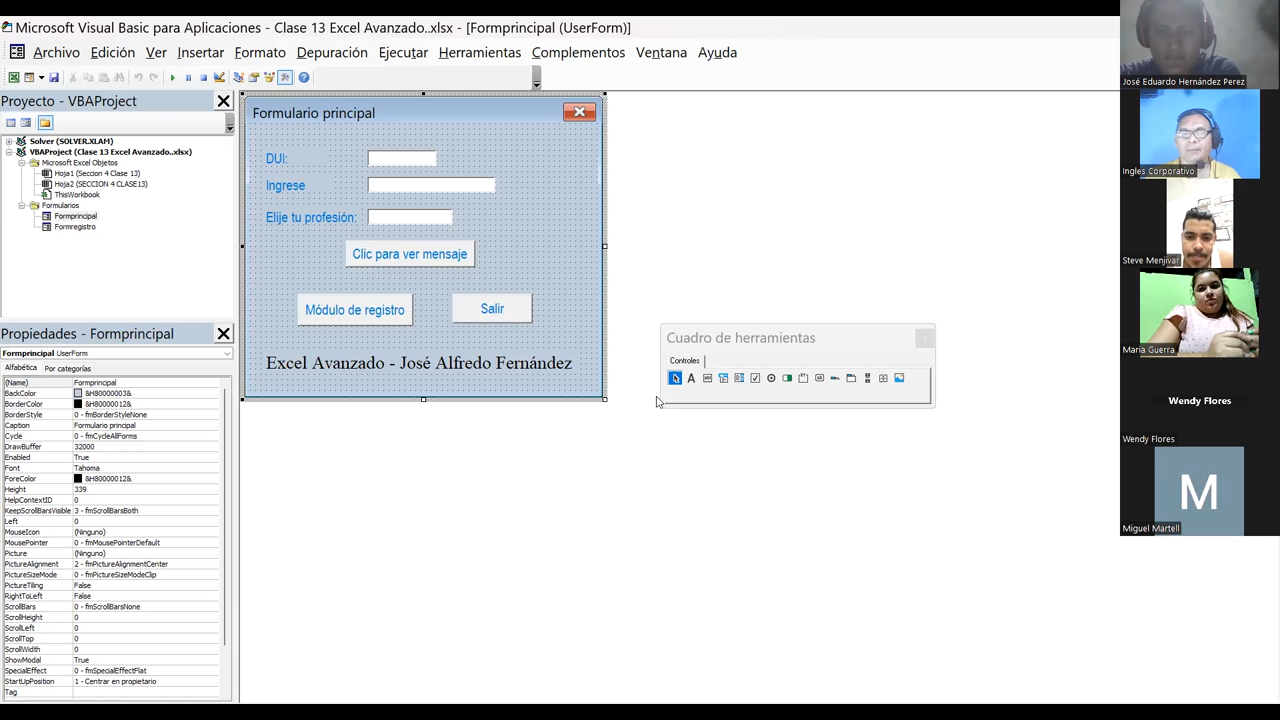 Microsoft Visual Basic para Aplicaciones - Clase 13 Excel Avanzado..xlsx - [Formprincipal (UserForm)]
Archivo Edición Ver Insertar Formato Depuración Ejecutar Herramientas Complementos Ventana Ayuda
Proyecto - VBAProject
Solver (SOLVER.XLAM)
VBAProject (Clase 13 Excel Avanzado..xlsx)
Microsoft Excel Objetos
Hoja1 (Seccion 4 Clase 13)
Hoja2 (SECCION 4 CLASE13)
ThisWorkbook
Formularios
Formprincipal
Formregistro
Propiedades - Formprincipal
Formprincipal UserForm
Alfabética Por categorías
(Name) Formprincipal
BackColor &H80000003&
BorderColor &H80000012&
BorderStyle 0 - fmBorderStyleNone
Caption Formulario principal
Cycle 0 - fmCycleAllForms
DrawBuffer 32000
Enabled True
Font Tahoma
ForeColor &H80000012&
Height 339
HelpContextID 0
KeepScrollBarsVisible 3 - fmScrollBarsBoth
Left 0
MouseIcon (Ninguno)
MousePointer 0 - fmMousePointerDefault
Picture (Ninguno)
PictureAlignment 2 - fmPictureAlignmentCenter
PictureSizeMode 0 - fmPictureSizeModeClip
PictureTiling False
RightToLeft False
ScrollBars 0 - fmScrollBarsNone
ScrollHeight 0
ScrollLeft 0
ScrollTop 0
ScrollWidth 0
ShowModal True
SpecialEffect 0 - fmSpecialEffectFlat
StartUpPosition 1 - Centrar en propietario
Tag
Formulario principal
DUI:
Ingrese
Elije tu profesión:
Clic para ver mensaje
Módulo de registro Salir
Excel Avanzado - José Alfredo Fernández
Cuadro de herramientas
Controles
José Eduardo Hernández Perez
Ingles Corporativo
Steve Menjivar
Maria Guerra
Wendy Flores
Wendy Flores
M
Miguel Martell